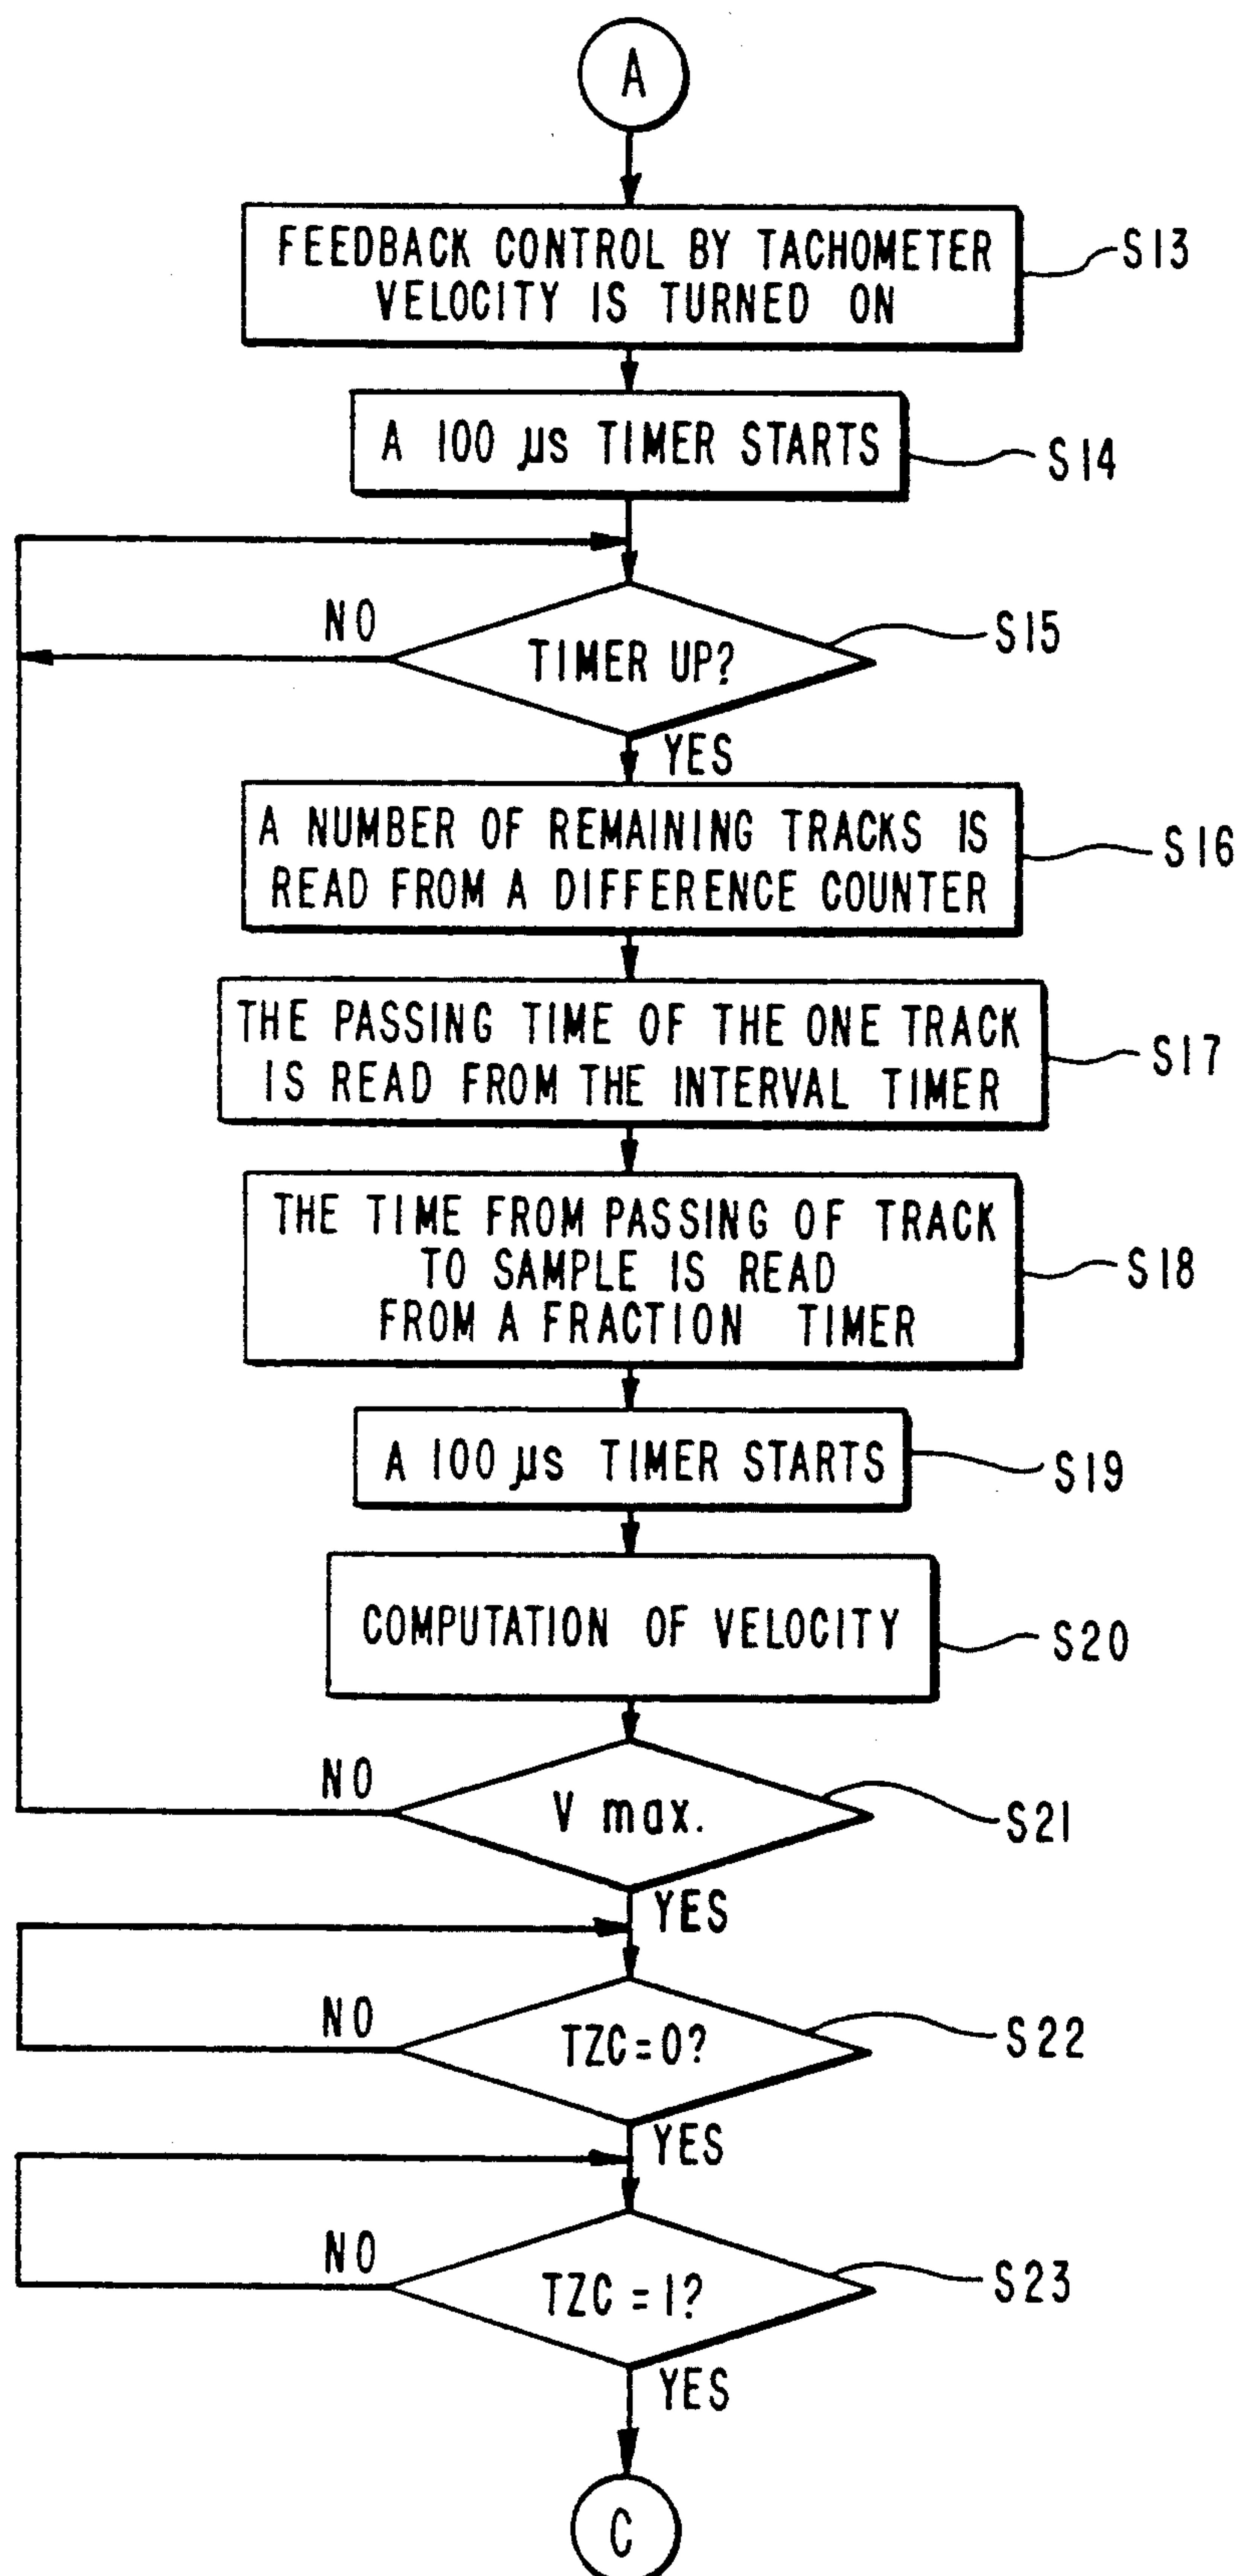 A
FEEDBACK CONTROL BY TACHOMETER
VELOCITY IS TURNED ON
S13
A 100 µs TIMER STARTS
S14
NO
TIMER UP?
S15
YES
A NUMBER OF REMAINING TRACKS IS
READ FROM A DIFFERENCE COUNTER
S16
THE PASSING TIME OF THE ONE TRACK
IS READ FROM THE INTERVAL TIMER
S17
THE TIME FROM PASSING OF TRACK
TO SAMPLE IS READ
FROM A FRACTION TIMER
S18
A 100 µs TIMER STARTS
S19
COMPUTATION OF VELOCITY
S20
NO
V max.
S21
YES
NO
TZC=0?
S22
YES
NO
TZC=1?
S23
YES
C